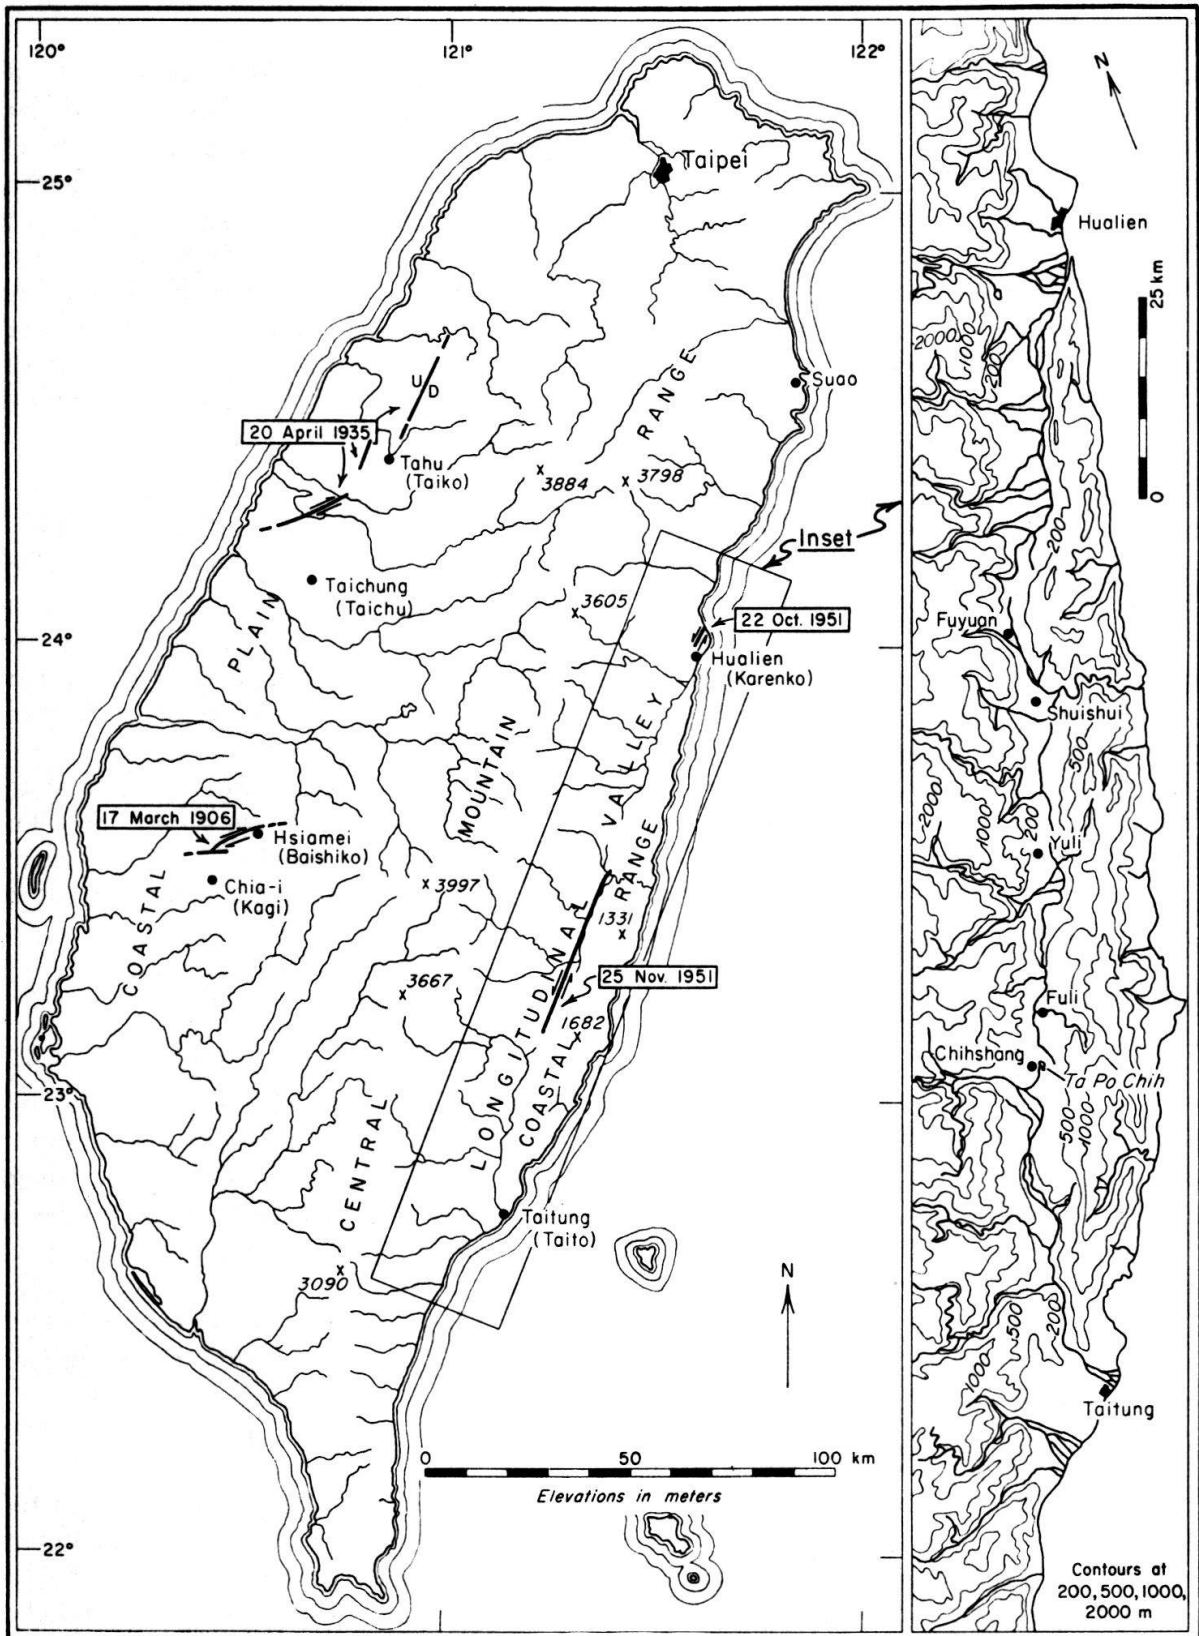 120°
121°
122°
25°
24°
23°
22°
Taipei
Suao
U
D
20 April 1935
Tahu
(Taiko)
3884
3798
Inset
Taichung
(Taichu)
3605
22 Oct. 1951
Hualien
(Karenko)
COASTAL PLAIN
CENTRAL MOUNTAIN RANGE
LONGITUDINAL VALLEY
COASTAL RANGE
17 March 1906
Hsiamei
(Baishiko)
Chia-i
(Kagi)
3997
1331
3667
25 Nov. 1951
1682
Taitung
(Taito)
3090
N
0 50 100 km
Elevations in meters
N
Hualien
25 km
0
2000
1000
200
200
Fuyuan
Shuishui
500
2000
1000
200
Yuli
Fuli
Chihshang
Ta Po Chih
500
1000
200
500
1000
Taitung
Contours at
200, 500, 1000,
2000 m